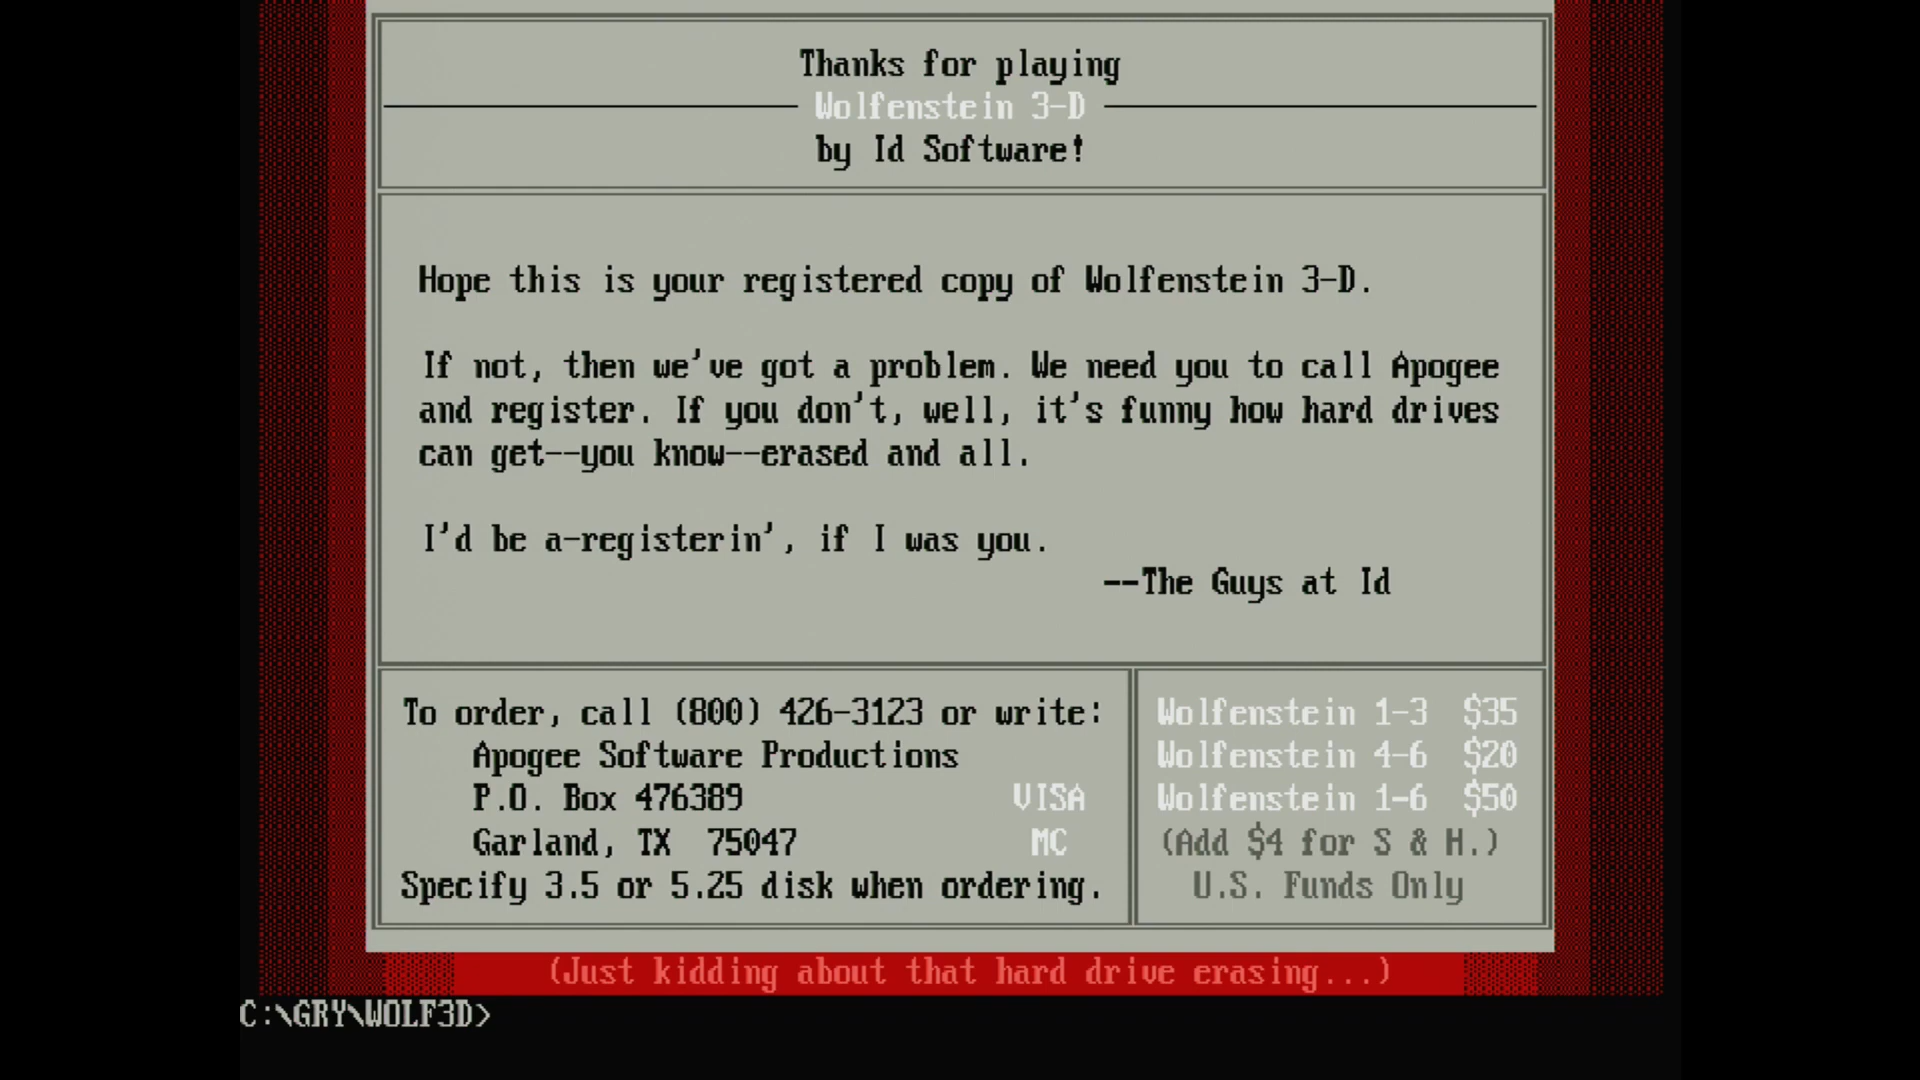 Thanks for playing
Wolfenstein 3-D
by Id Software!
Hope this is your registered copy of Wolfenstein 3-D.
If not, then we've got a problem. We need you to call Apogee
and register. If you don't, well, it's funny how hard drives
can get--you know--erased and all.
I'd be a-registerin', if I was you.
--The Guys at Id
To order, call (800) 426-3123 or write:
Apogee Software Productions
P.O. Box 476389 VISA
Garland, TX 75047 MC
Specify 3.5 or 5.25 disk when ordering.
Wolfenstein 1-3 $35
Wolfenstein 4-6 $20
Wolfenstein 1-6 $50
(Add $4 for S & H.)
U.S. Funds Only
(Just kidding about that hard drive erasing...)
C:\GRY\WOLF3D>